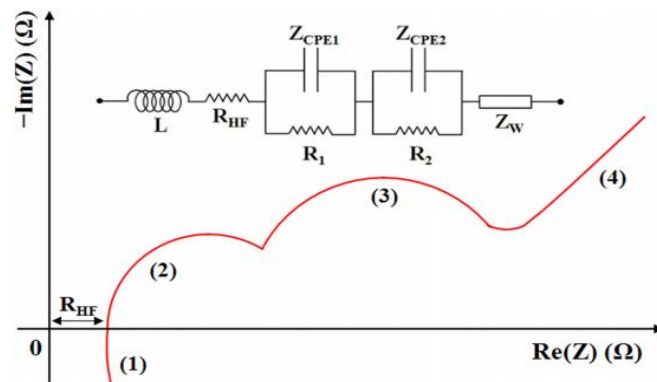 −Im(Z) (Ω)
Z_CPE1
Z_CPE2
L
R_HF
R_1
R_2
Z_W
(4)
(3)
(2)
R_HF
0
(1)
Re(Z) (Ω)